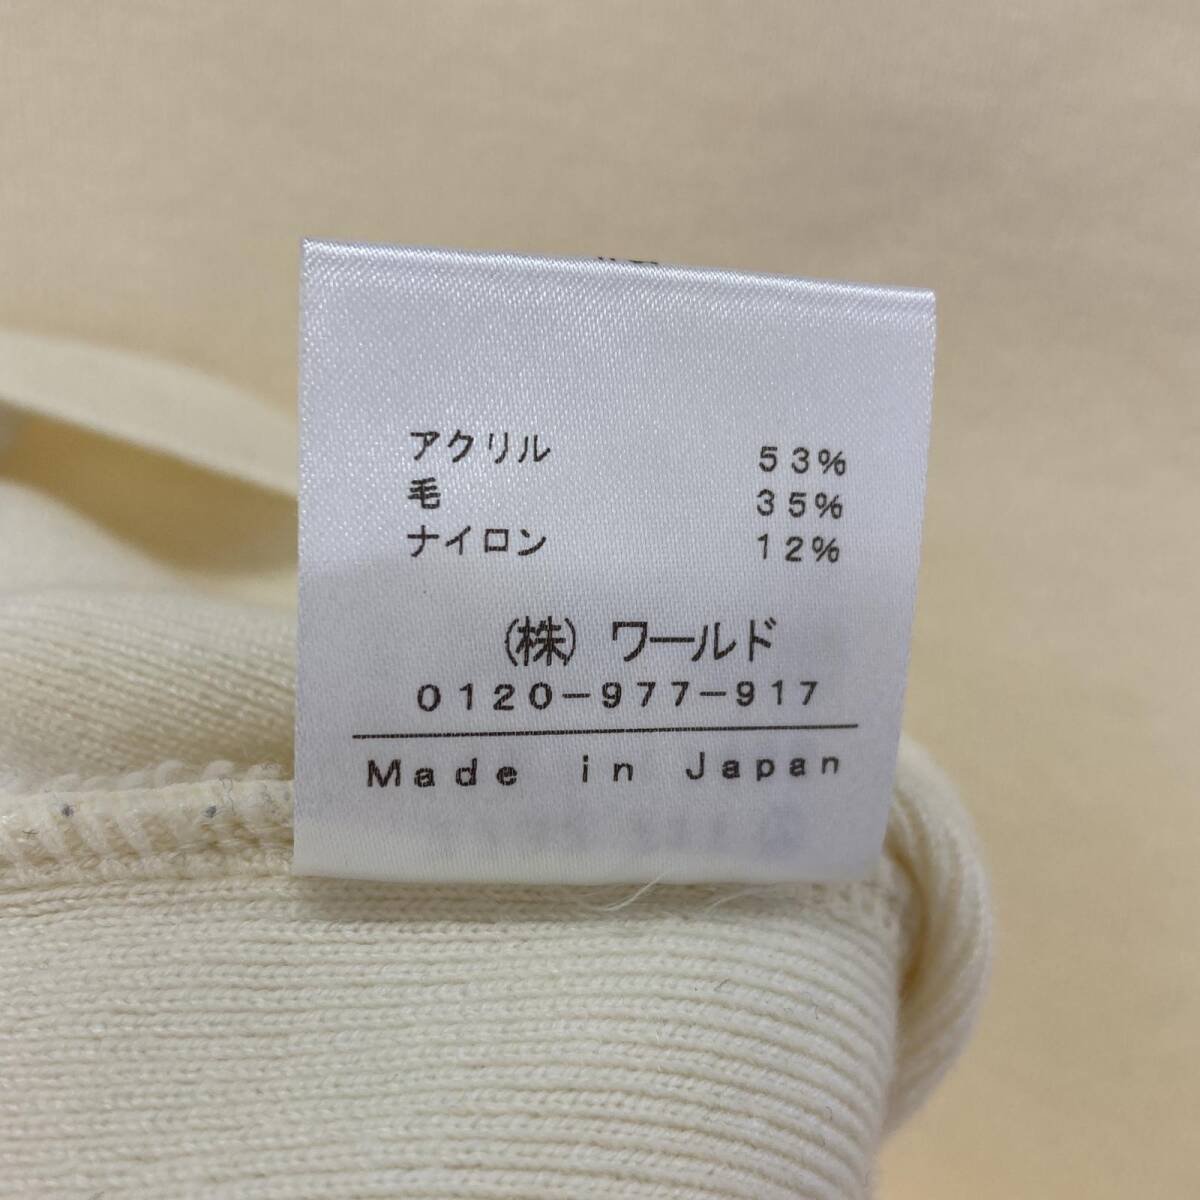 アクリル 53%
毛 35%
ナイロン 12%
(株) ワールド
0120-977-917
Made in Japan